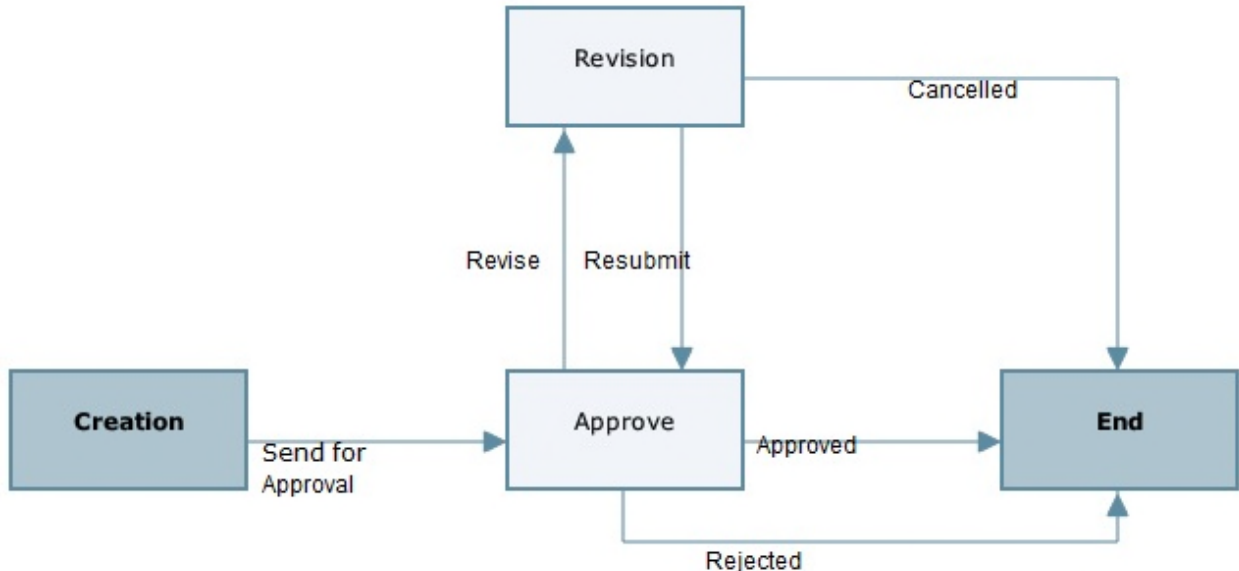 Revision
Cancelled
Revise
Resubmit
Creation
Send for
Approval
Approve
Approved
End
Rejected